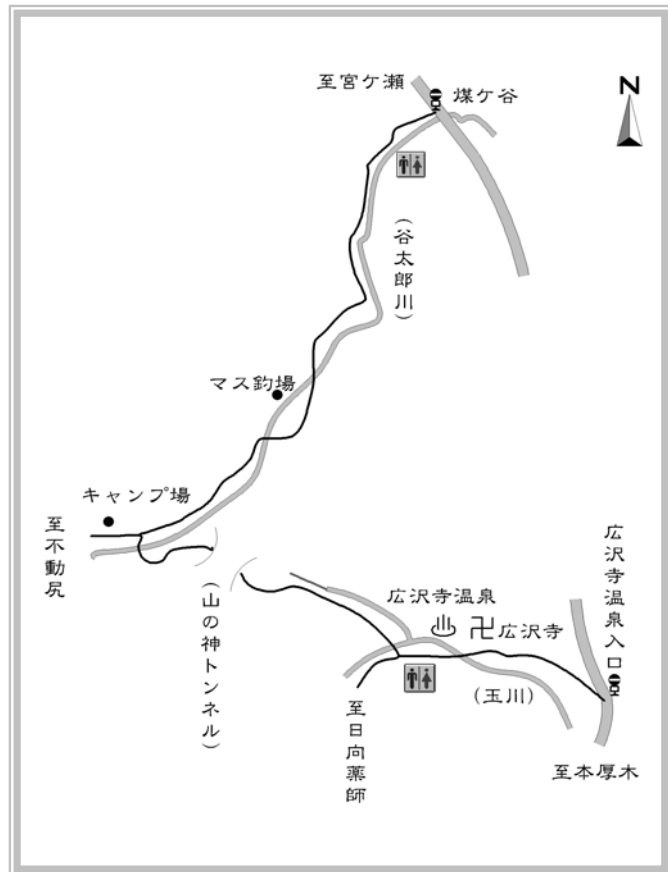 至宮ケ瀬
煤ケ谷
N
(谷太郎川)
マス釣場
キャンプ場
至不動尻
(山の神トンネル)
広沢寺温泉
広沢寺
広沢寺温泉入口
(玉川)
至日向薬師
至本厚木